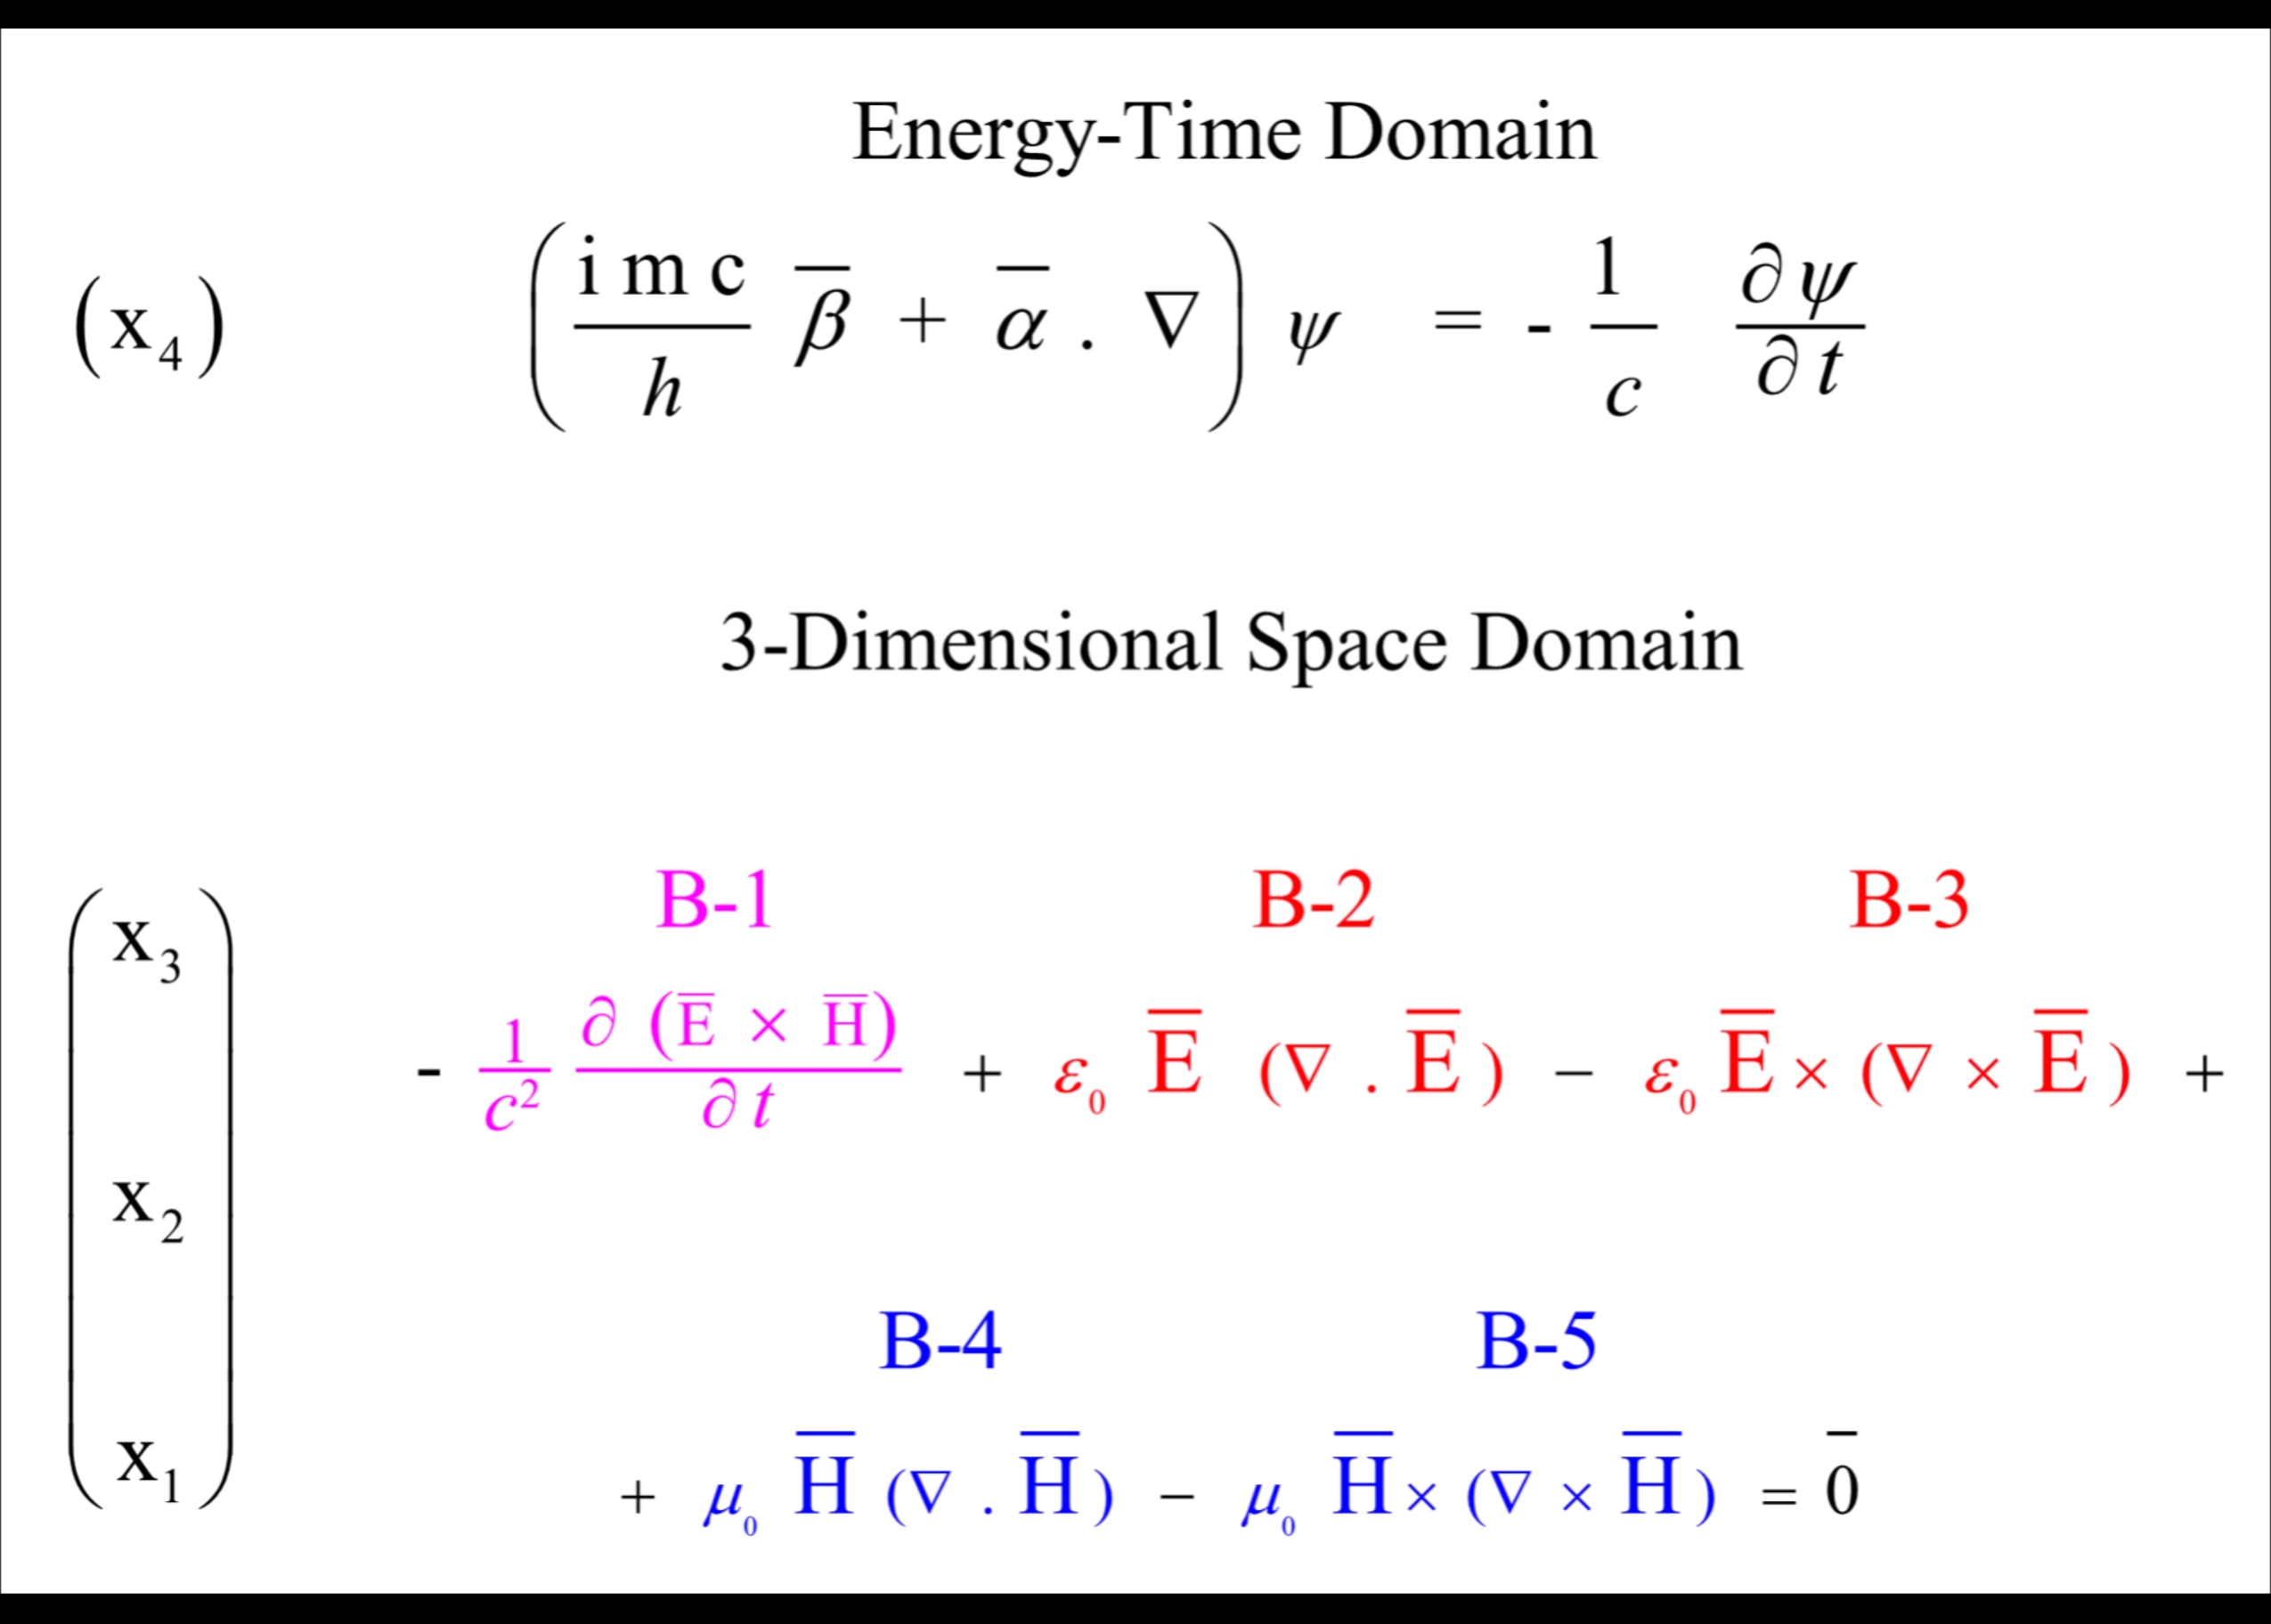 Energy-Time Domain
(x₄) (i m c / h β̅ + α̅ . ∇) ψ = - 1/c ∂ψ/∂t
3-Dimensional Space Domain
B-1 B-2 B-3
(x₃ x₂ x₁) - 1/c² ∂ (E̅ × H̅)/∂t + ε₀ E̅ (∇ . E̅) − ε₀ E̅ × (∇ × E̅) +
B-4 B-5
+ μ₀ H̅ (∇ . H̅) − μ₀ H̅ × (∇ × H̅) = 0̅